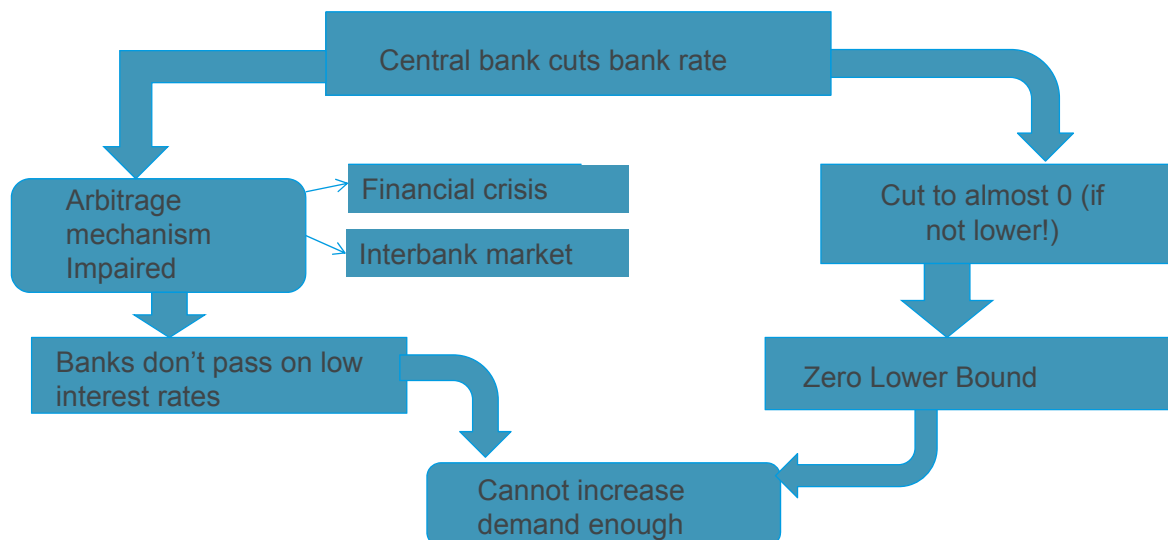 Central bank cuts bank rate
Arbitrage
mechanism
Impaired
Financial crisis
Interbank market
Cut to almost 0 (if
not lower!)
Banks don’t pass on low
interest rates
Zero Lower Bound
Cannot increase
demand enough